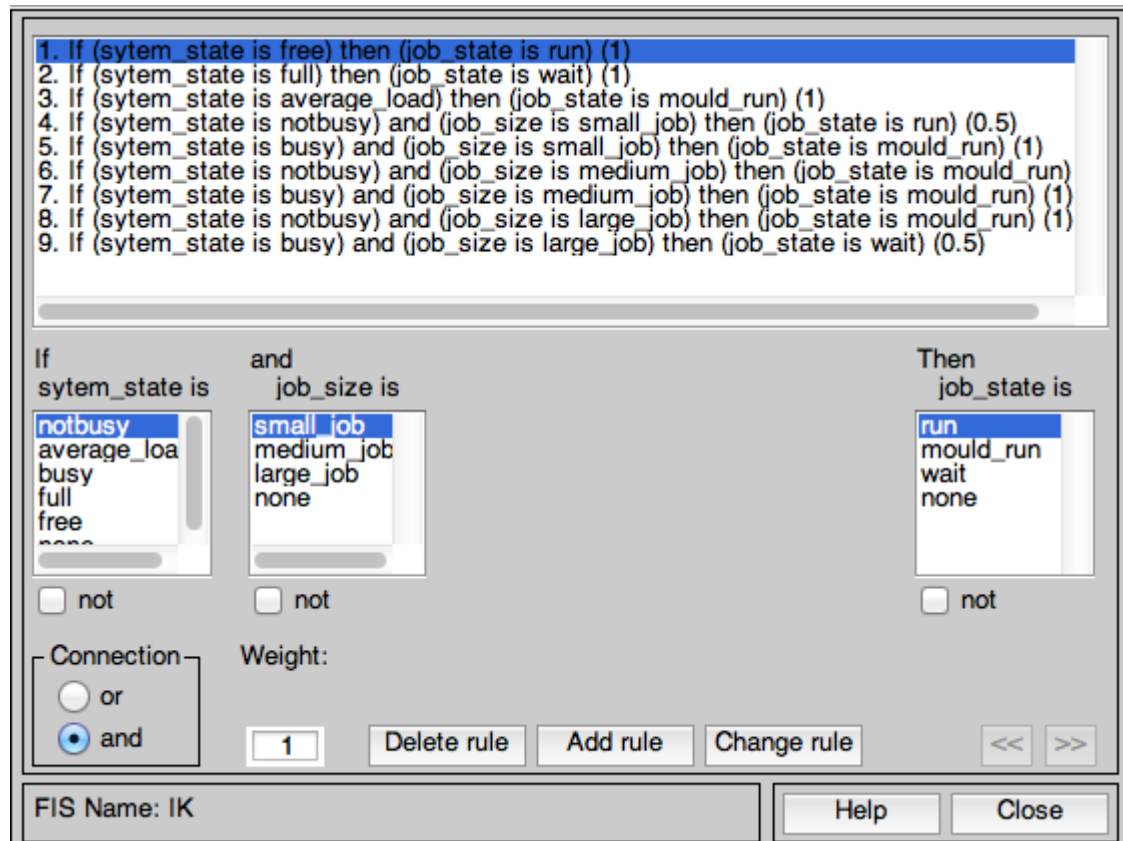 1. If (sytem_state is free) then (job_state is run) (1)
2. If (sytem_state is full) then (job_state is wait) (1)
3. If (sytem_state is average_load) then (job_state is mould_run) (1)
4. If (sytem_state is notbusy) and (job_size is small_job) then (job_state is run) (0.5)
5. If (sytem_state is busy) and (job_size is small_job) then (job_state is mould_run) (1)
6. If (sytem_state is notbusy) and (job_size is medium_job) then (job_state is mould_run)
7. If (sytem_state is busy) and (job_size is medium_job) then (job_state is mould_run) (1)
8. If (sytem_state is notbusy) and (job_size is large_job) then (job_state is mould_run) (1)
9. If (sytem_state is busy) and (job_size is large_job) then (job_state is wait) (0.5)
If and Then
sytem_state is job_size is job_state is
notbusy small_job run
average_loa medium_job mould_run
busy large_job wait
full none none
free
none
not not not
Connection Weight:
or
and 1 Delete rule Add rule Change rule << >>
FIS Name: IK Help Close